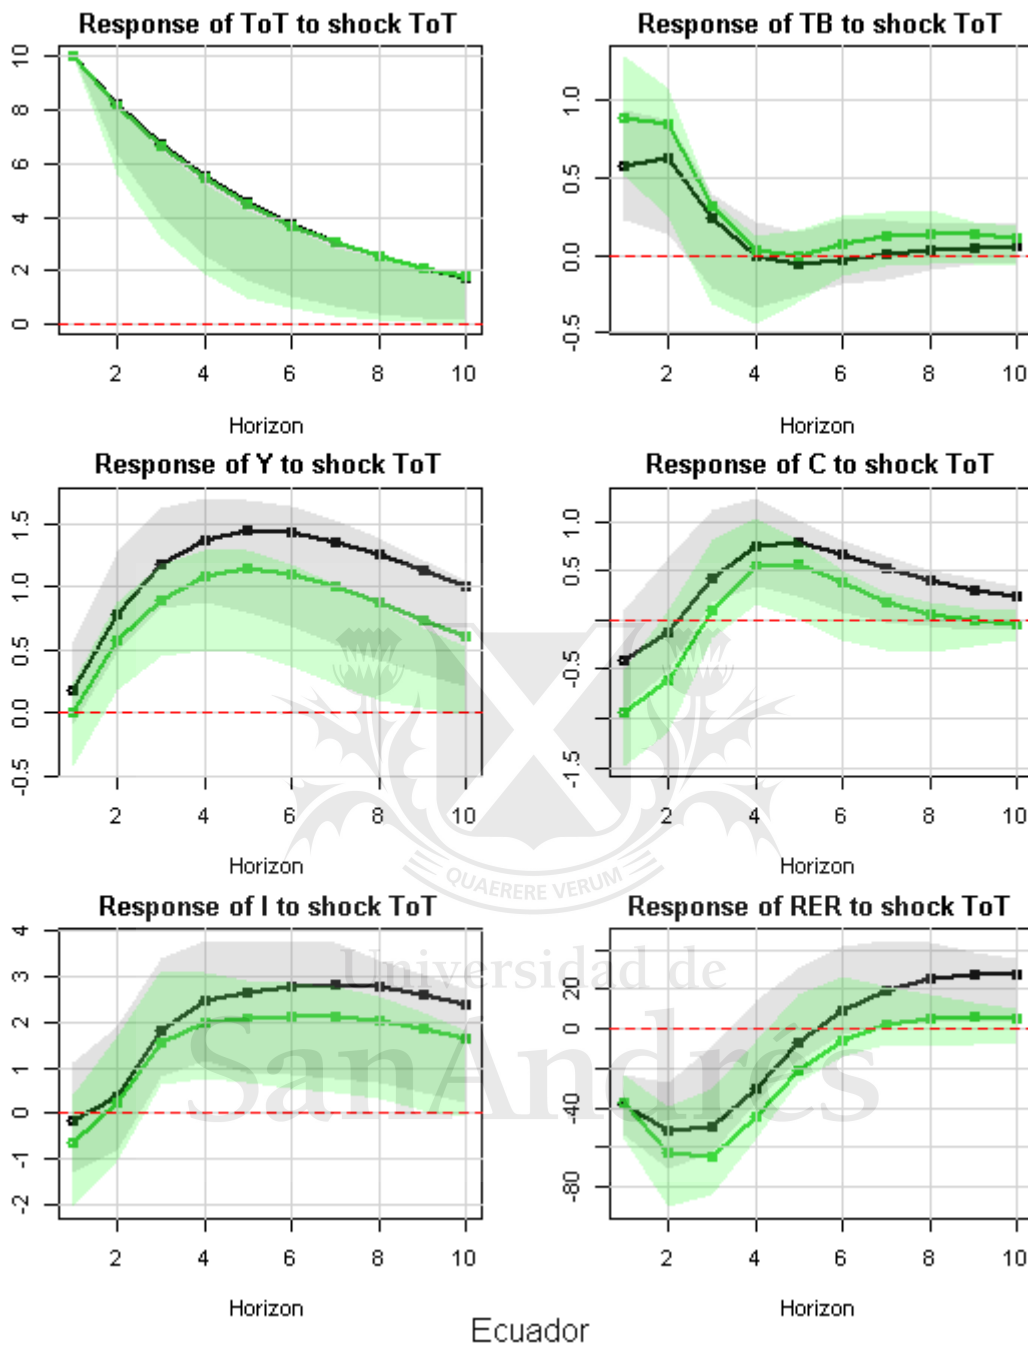 Response of ToT to shock ToT
10
8
6
4
2
0
2 4 6 8 10
Horizon
Response of TB to shock ToT
1.0
0.5
0.0
-0.5
2 4 6 8 10
Horizon
Response of Y to shock ToT
1.5
1.0
0.5
0.0
-0.5
2 4 6 8 10
Horizon
Response of C to shock ToT
1.0
0.5
-0.5
-1.5
2 4 6 8 10
Horizon
QUAERERE VERUM
Response of I to shock ToT
4
3
2
1
0
-1
-2
2 4 6 8 10
Horizon
Response of RER to shock ToT
20
0
-40
-80
2 4 6 8 10
Horizon
Universidad de
SanAndrés
Ecuador